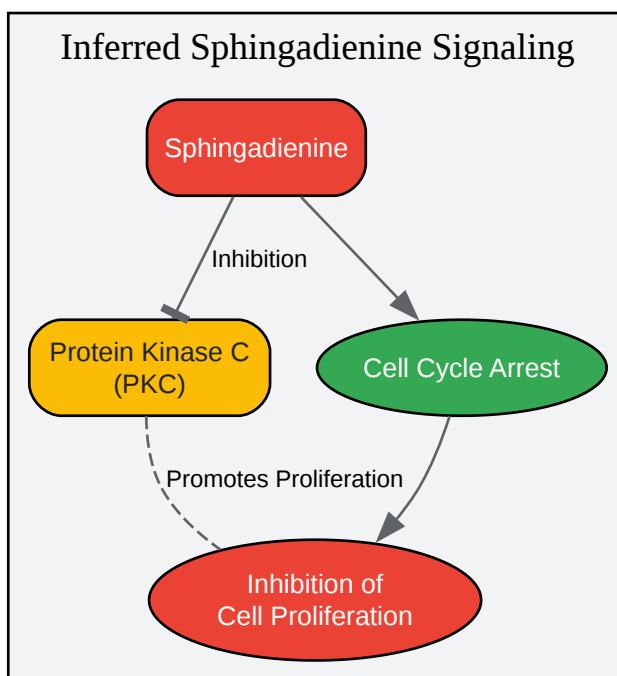 Inferred Sphingadienine Signaling
Sphingadienine
Inhibition
Protein Kinase C
(PKC)
Cell Cycle Arrest
Promotes Proliferation
Inhibition of
Cell Proliferation